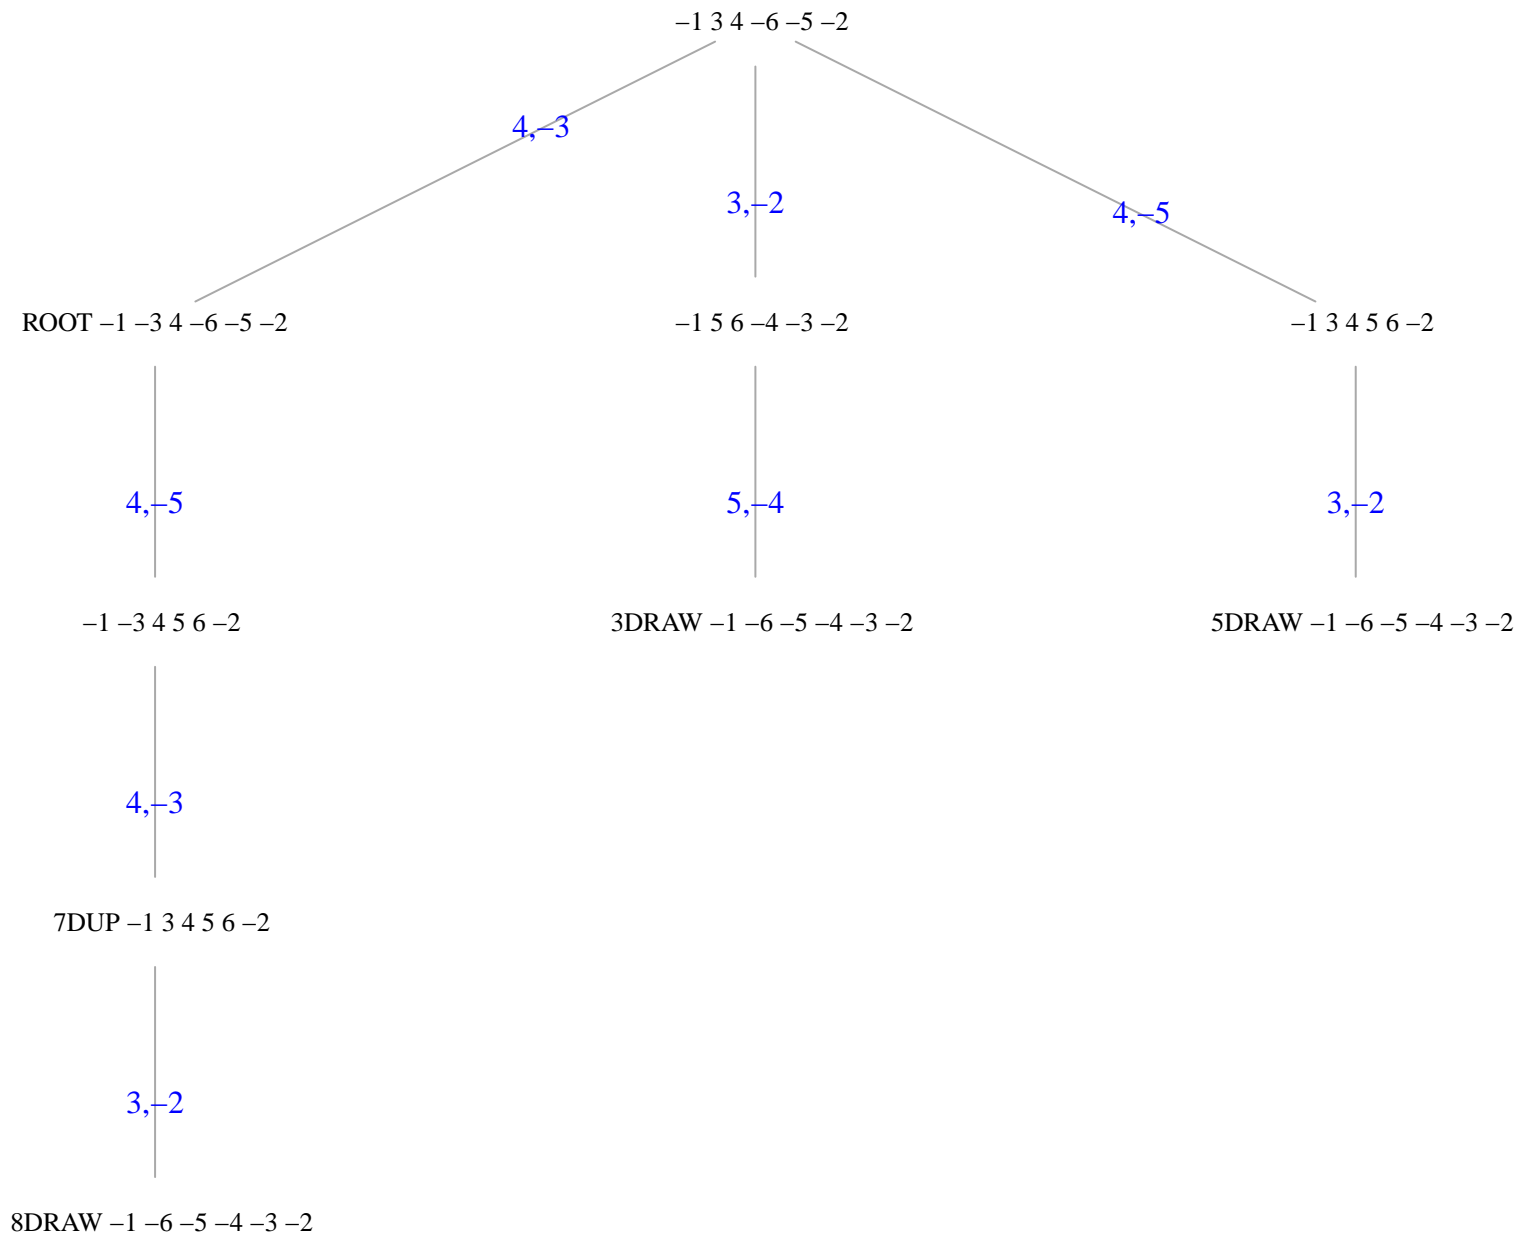 –1 3 4 –6 –5 –2
4,–3
3,–2
4,–5
ROOT –1 –3 4 –6 –5 –2
–1 5 6 –4 –3 –2
–1 3 4 5 6 –2
4,–5
5,–4
3,–2
–1 –3 4 5 6 –2
3DRAW –1 –6 –5 –4 –3 –2
5DRAW –1 –6 –5 –4 –3 –2
4,–3
7DUP –1 3 4 5 6 –2
3,–2
8DRAW –1 –6 –5 –4 –3 –2